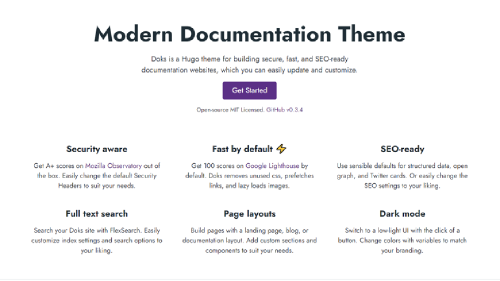 Modern Documentation Theme
Doks is a Hugo theme for building secure, fast, and SEO-ready
documentation websites, which you can easily update and customize.
Get Started
Open-source MIT Licensed. GitHub v0.3.4
Security aware
Get A+ scores on Mozilla Observatory out of
the box. Easily change the default Security
Headers to suit your needs.
Fast by default ⚡
Get 100 scores on Google Lighthouse by
default. Doks removes unused css, prefetches
links, and lazy loads images.
SEO-ready
Use sensible defaults for structured data, open
graph, and Twitter cards. Or easily change the
SEO settings to your liking.
Full text search
Search your Doks site with FlexSearch. Easily
customize index settings and search options to
your liking.
Page layouts
Build pages with a landing page, blog, or
documentation layout. Add custom sections and
components to suit your needs.
Dark mode
Switch to a low-light UI with the click of a
button. Change colors with variables to match
your branding.